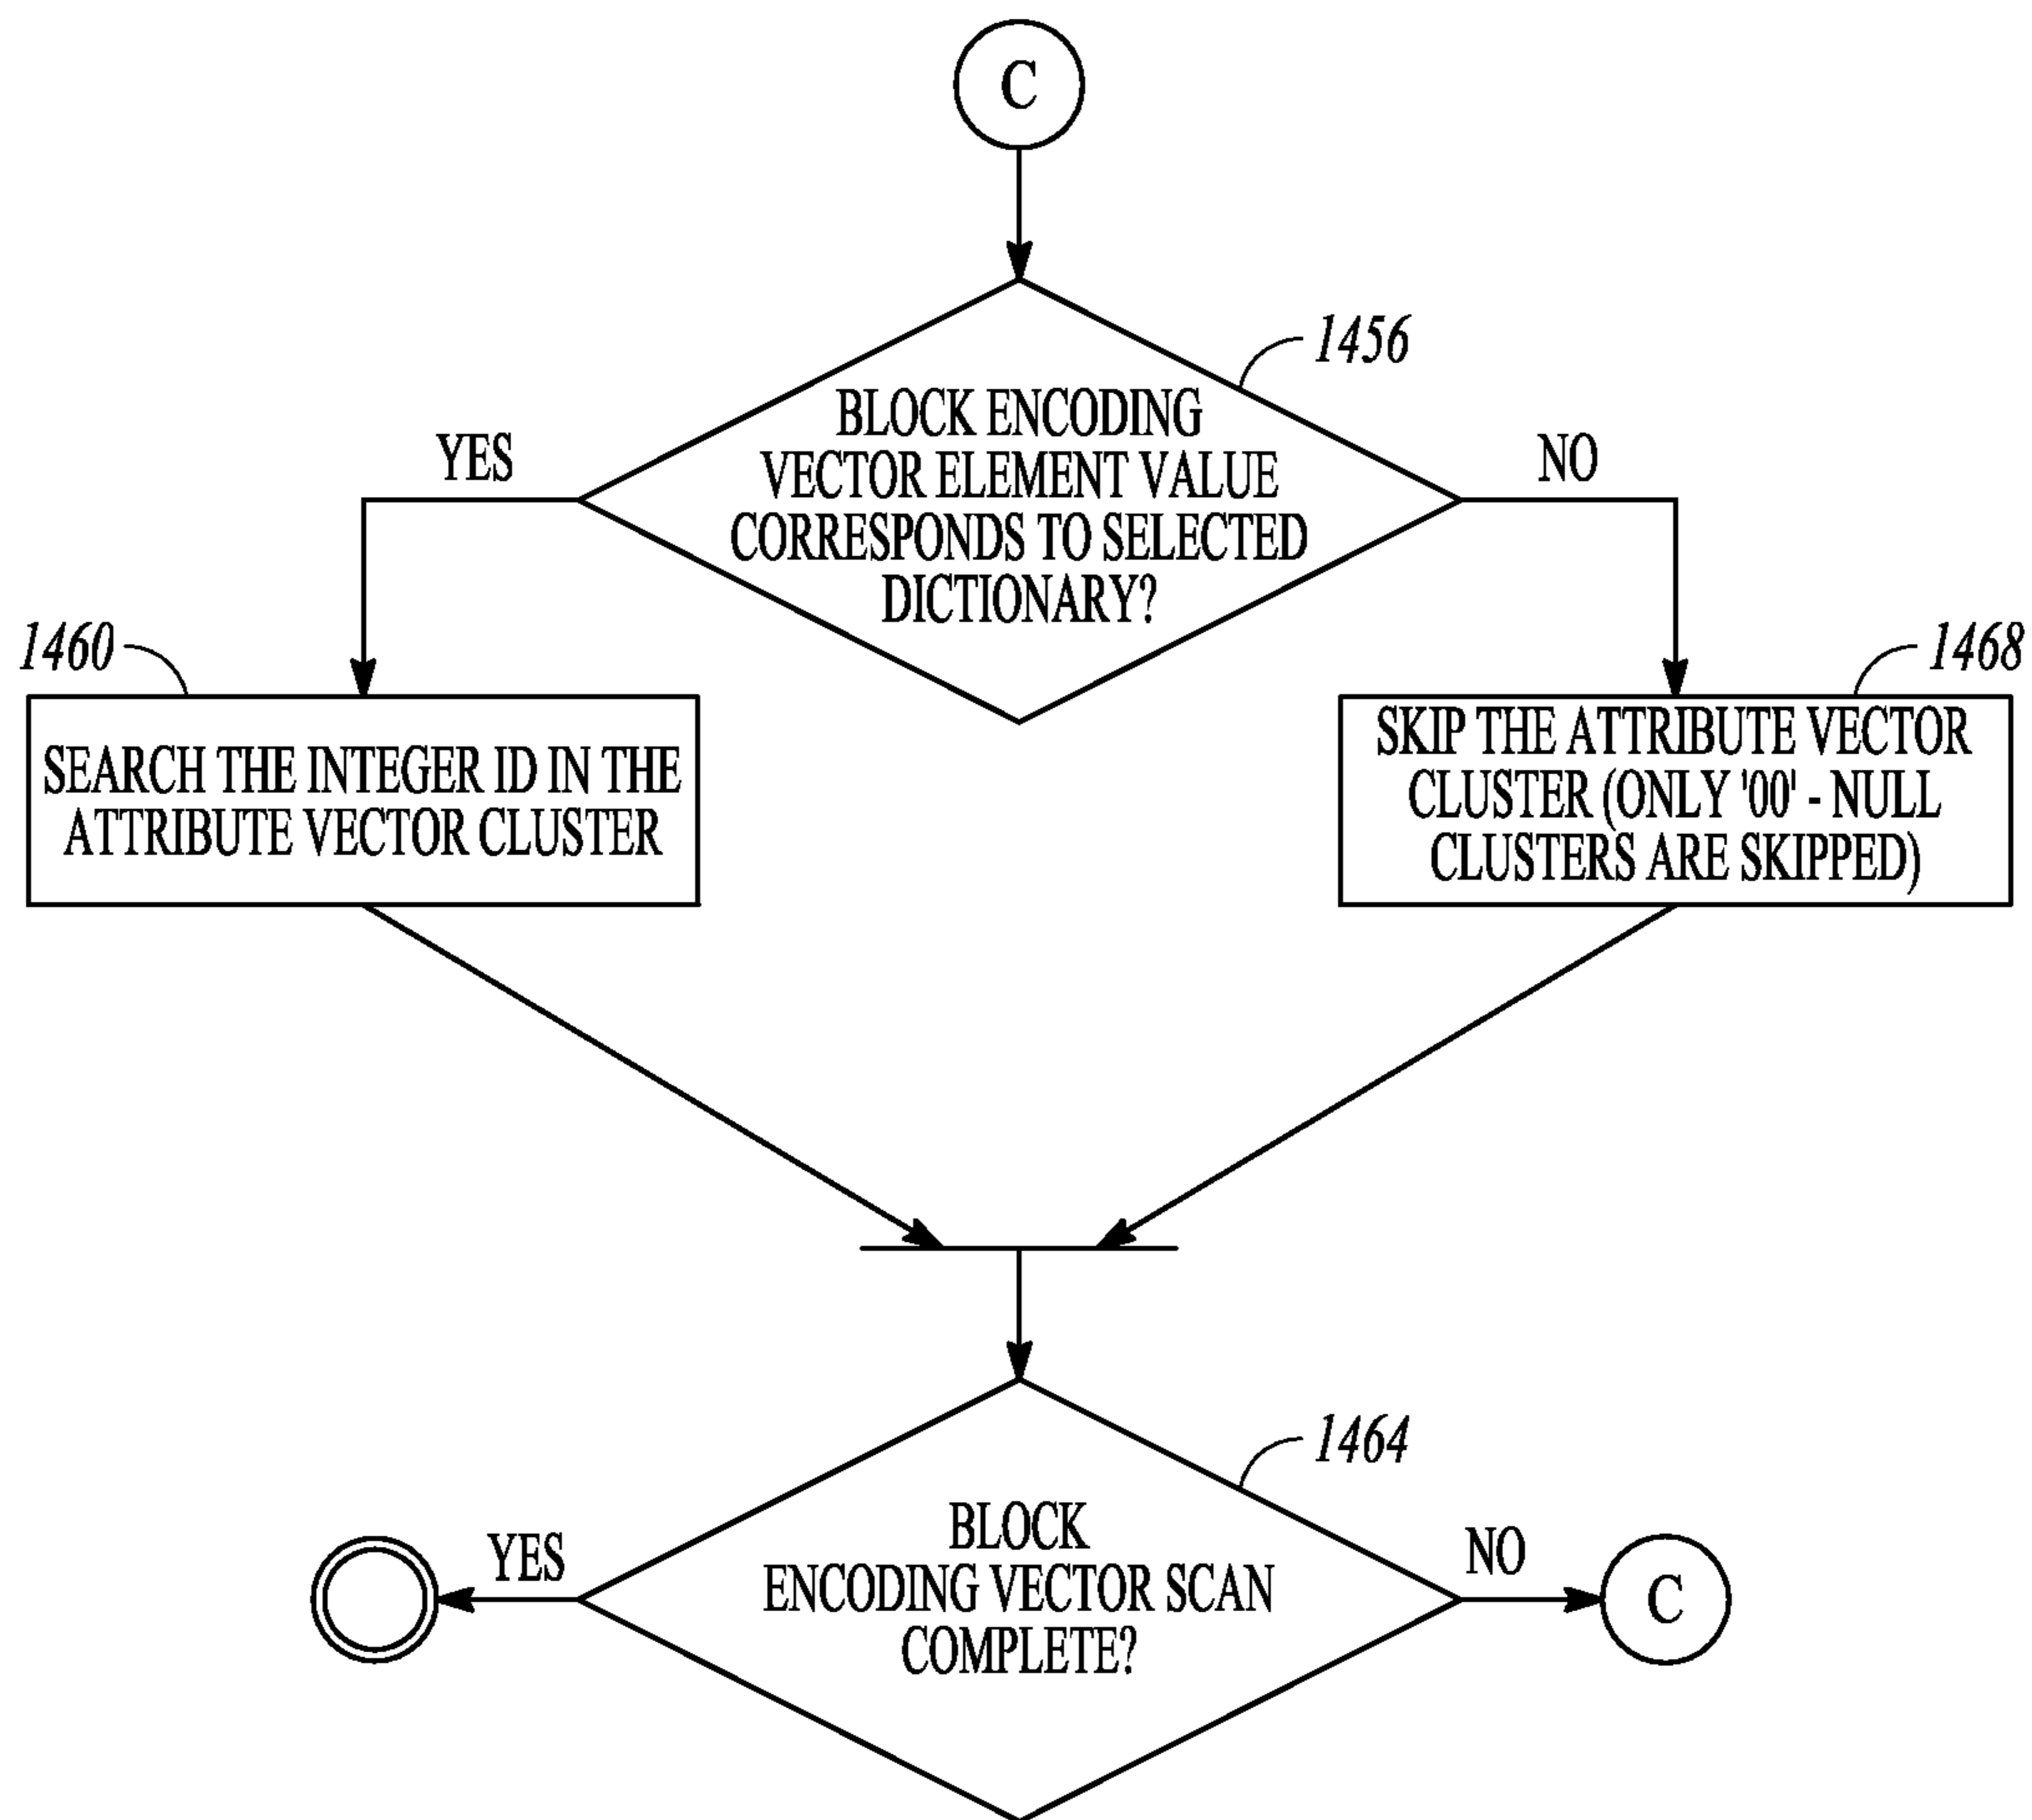 C
1456
BLOCK ENCODING
VECTOR ELEMENT VALUE
CORRESPONDS TO SELECTED
DICTIONARY?
YES
NO
1460
SEARCH THE INTEGER ID IN THE
ATTRIBUTE VECTOR CLUSTER
1468
SKIP THE ATTRIBUTE VECTOR
CLUSTER (ONLY '00' - NULL
CLUSTERS ARE SKIPPED)
1464
BLOCK
ENCODING VECTOR SCAN
COMPLETE?
YES
NO
C